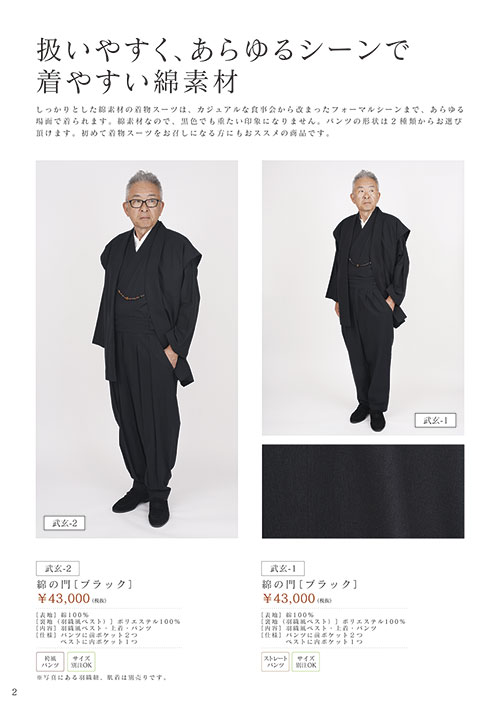 扱いやすく、あらゆるシーンで
着やすい綿素材
しっかりとした綿素材の着物スーツは、カジュアルな食事会から改まったフォーマルシーンまで、あらゆる
場面で着られます。綿素材なので、黒色でも重たい印象になりません。パンツの形状は2種類からお選び
頂けます。初めて着物スーツをお召しになる方にもおススメの商品です。
武玄-2
武玄-1
武玄-2
綿の門[ブラック]
¥43,000(税抜)
[表地] 綿100%
[裏地(羽織風ベスト)] ポリエステル100%
[内容] 羽織風ベスト・上着・パンツ
[仕様] パンツに前ポケット2つ
ベストに内ポケット1つ
袴風
パンツ
サイズ
別注OK
※写真にある羽織紐、肌着は別売りです。
武玄-1
綿の門[ブラック]
¥43,000(税抜)
[表地] 綿100%
[裏地(羽織風ベスト)] ポリエステル100%
[内容] 羽織風ベスト・上着・パンツ
[仕様] パンツに前ポケット2つ
ベストに内ポケット1つ
ストレート
パンツ
サイズ
別注OK
2